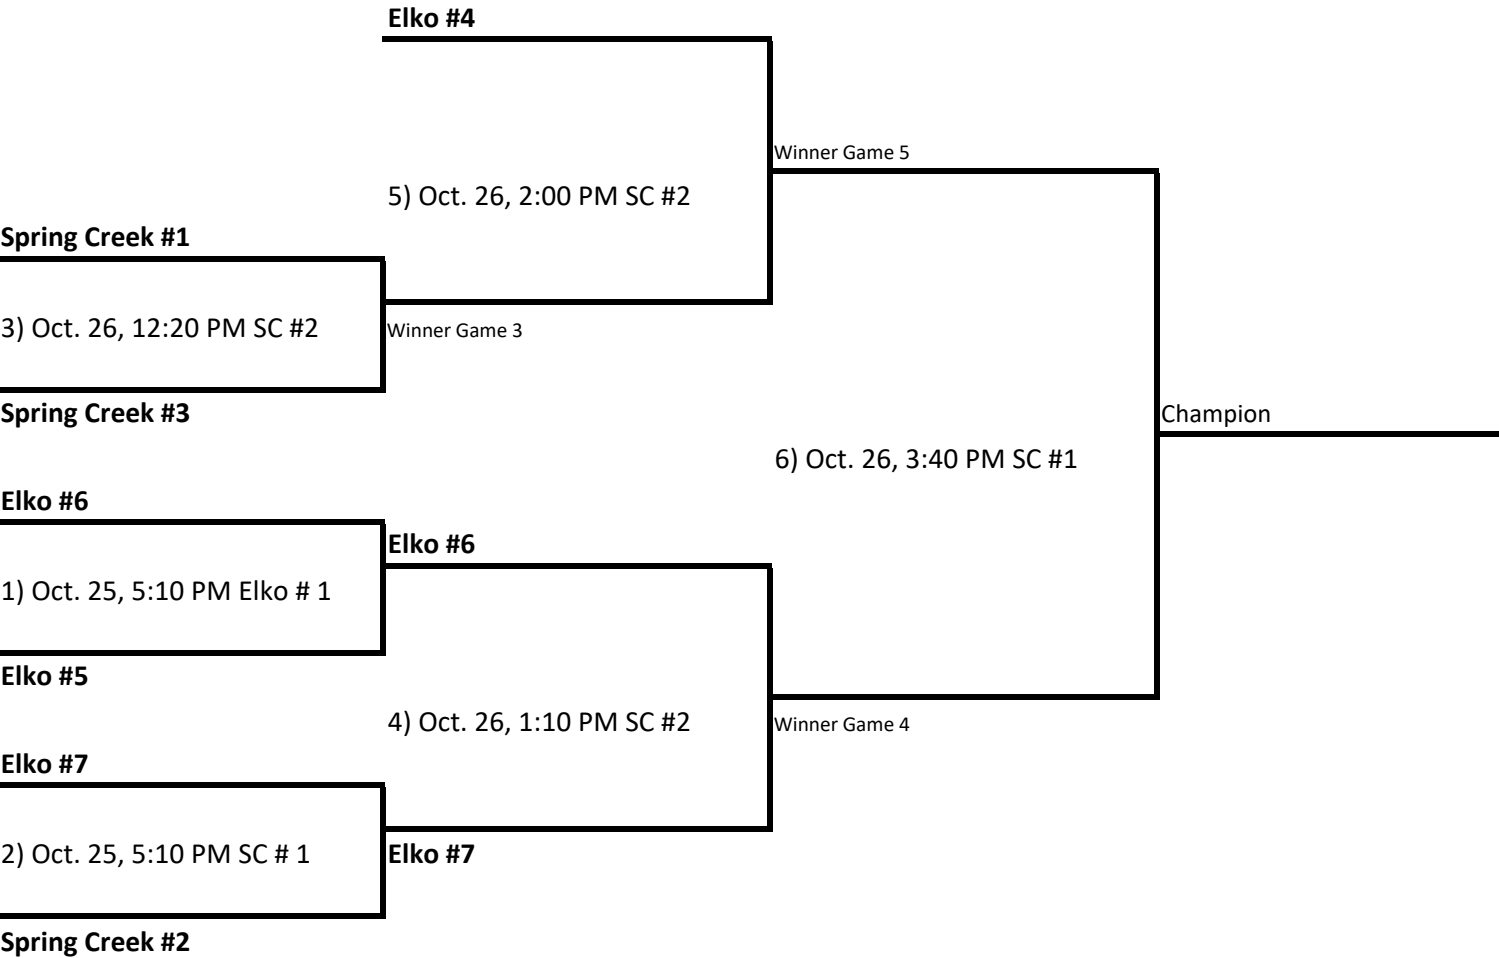 Elko #4
Winner Game 5
5) Oct. 26, 2:00 PM SC #2
Spring Creek #1
3) Oct. 26, 12:20 PM SC #2
Winner Game 3
Spring Creek #3
Champion
6) Oct. 26, 3:40 PM SC #1
Elko #6
Elko #6
1) Oct. 25, 5:10 PM Elko # 1
Elko #5
4) Oct. 26, 1:10 PM SC #2
Winner Game 4
Elko #7
2) Oct. 25, 5:10 PM SC # 1
Elko #7
Spring Creek #2